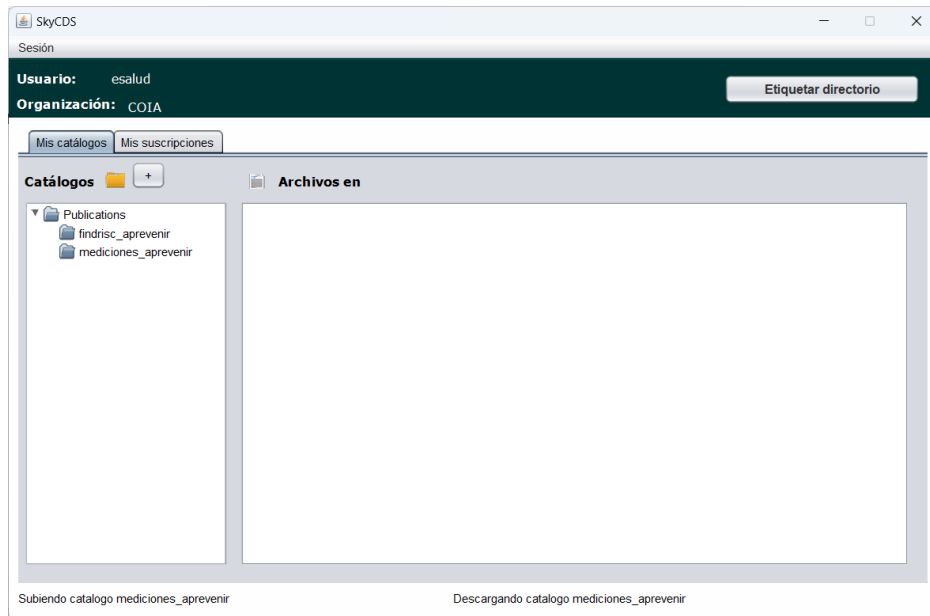 SkyCDS
Sesión
Usuario: esalud
Organización: COIA
Etiquetar directorio
Mis catálogos Mis suscripciones
Catálogos + Archivos en
Publications
findrisc_aprevenir
mediciones_aprevenir
Subiendo catalogo mediciones_aprevenir Descargando catalogo mediciones_aprevenir